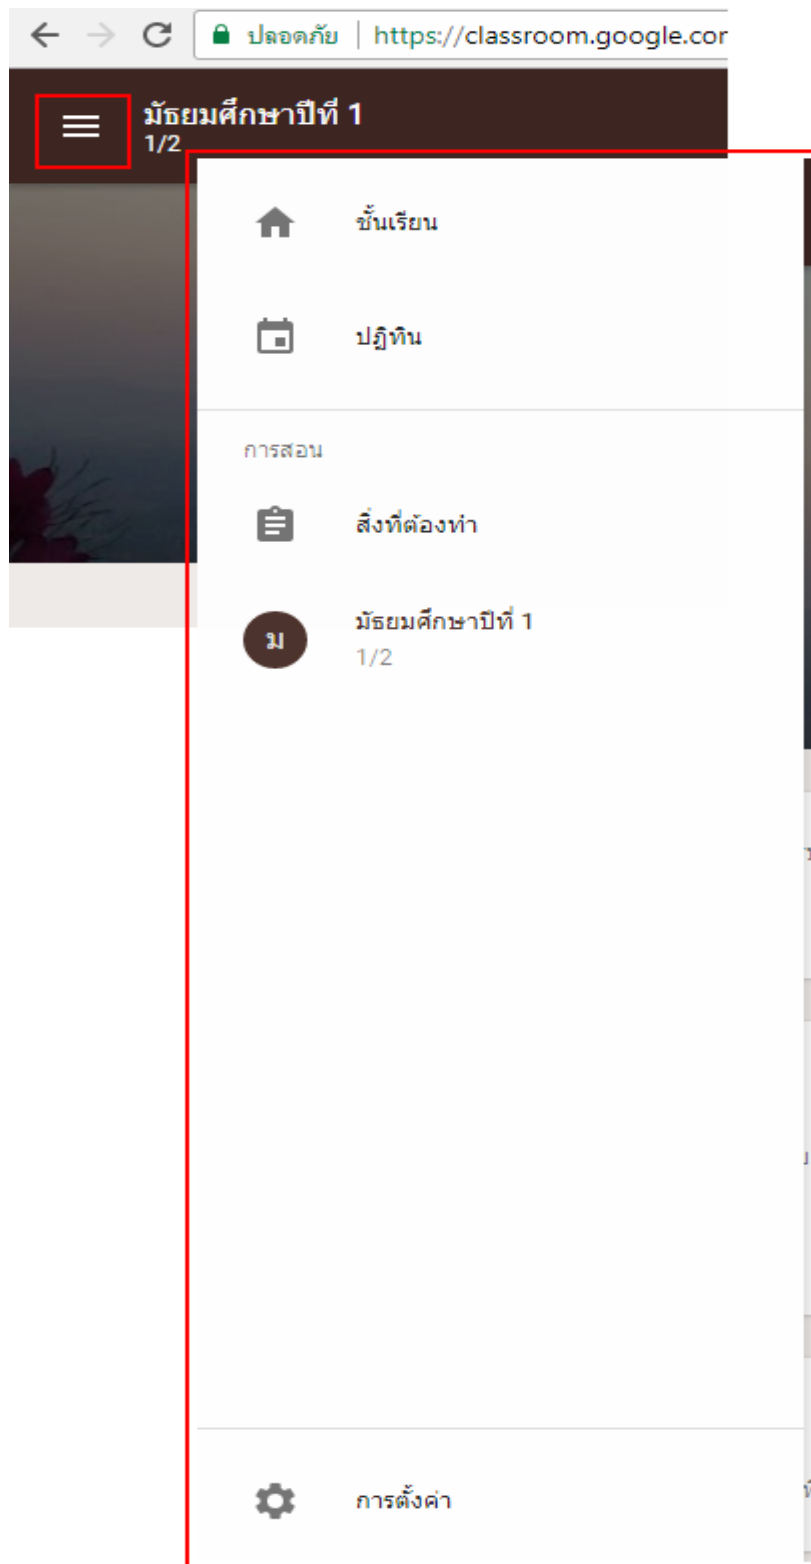 ปลอดภัย | https://classroom.google.com
มัธยมศึกษาปีที่ 1
1/2
ชั้นเรียน
ปฏิทิน
การสอน
สิ่งที่ต้องทำ
ม
มัธยมศึกษาปีที่ 1
1/2
การตั้งค่า